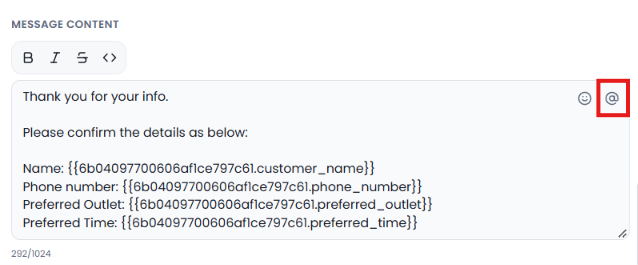 MESSAGE CONTENT
B I S <>
Thank you for your info.
@
Please confirm the details as below:
Name: {{6b04097700606af1ce797c61.customer_name}}
Phone number: {{6b04097700606af1ce797c61.phone_number}}
Preferred Outlet: {{6b04097700606af1ce797c61.preferred_outlet}}
Preferred Time: {{6b04097700606af1ce797c61.preferred_time}}
292/1024